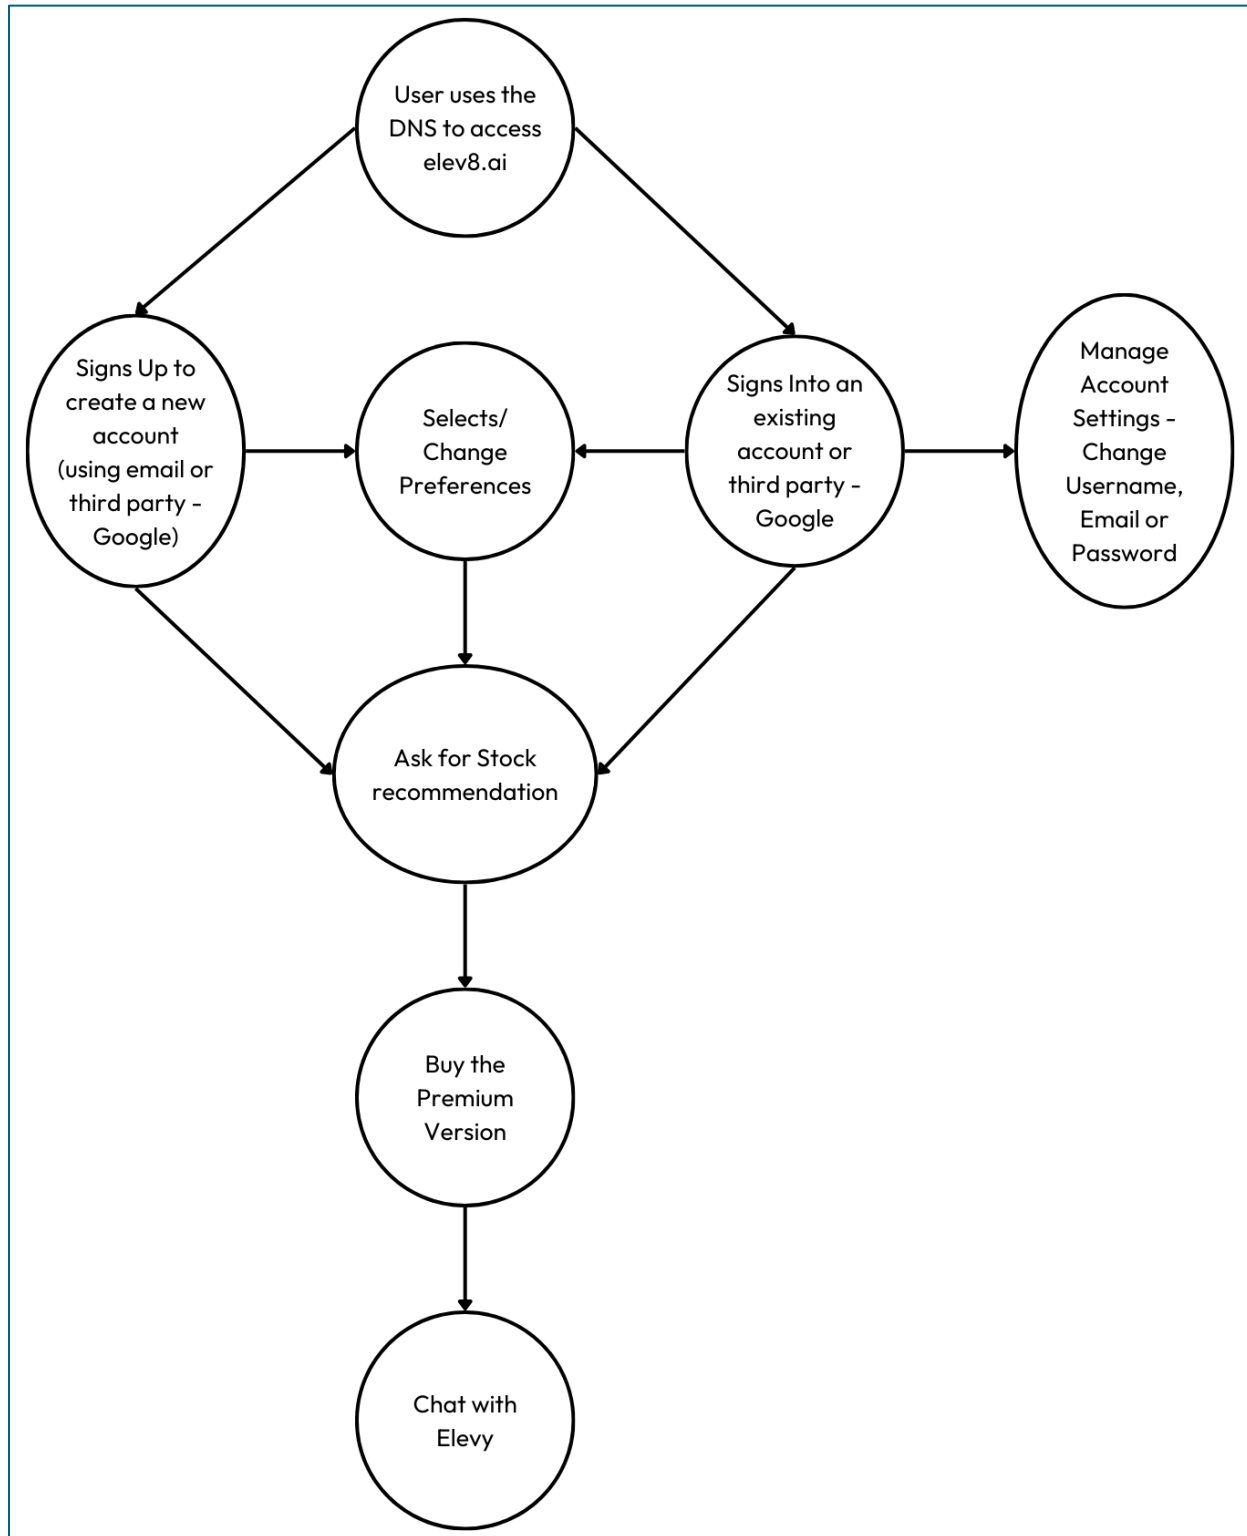 User uses the
DNS to access
elev8.ai
Signs Up to
create a new
account
(using email or
third party -
Google)
Selects/
Change
Preferences
Signs Into an
existing
account or
third party -
Google
Manage
Account
Settings -
Change
Username,
Email or
Password
Ask for Stock
recommendation
Buy the
Premium
Version
Chat with
Elevy